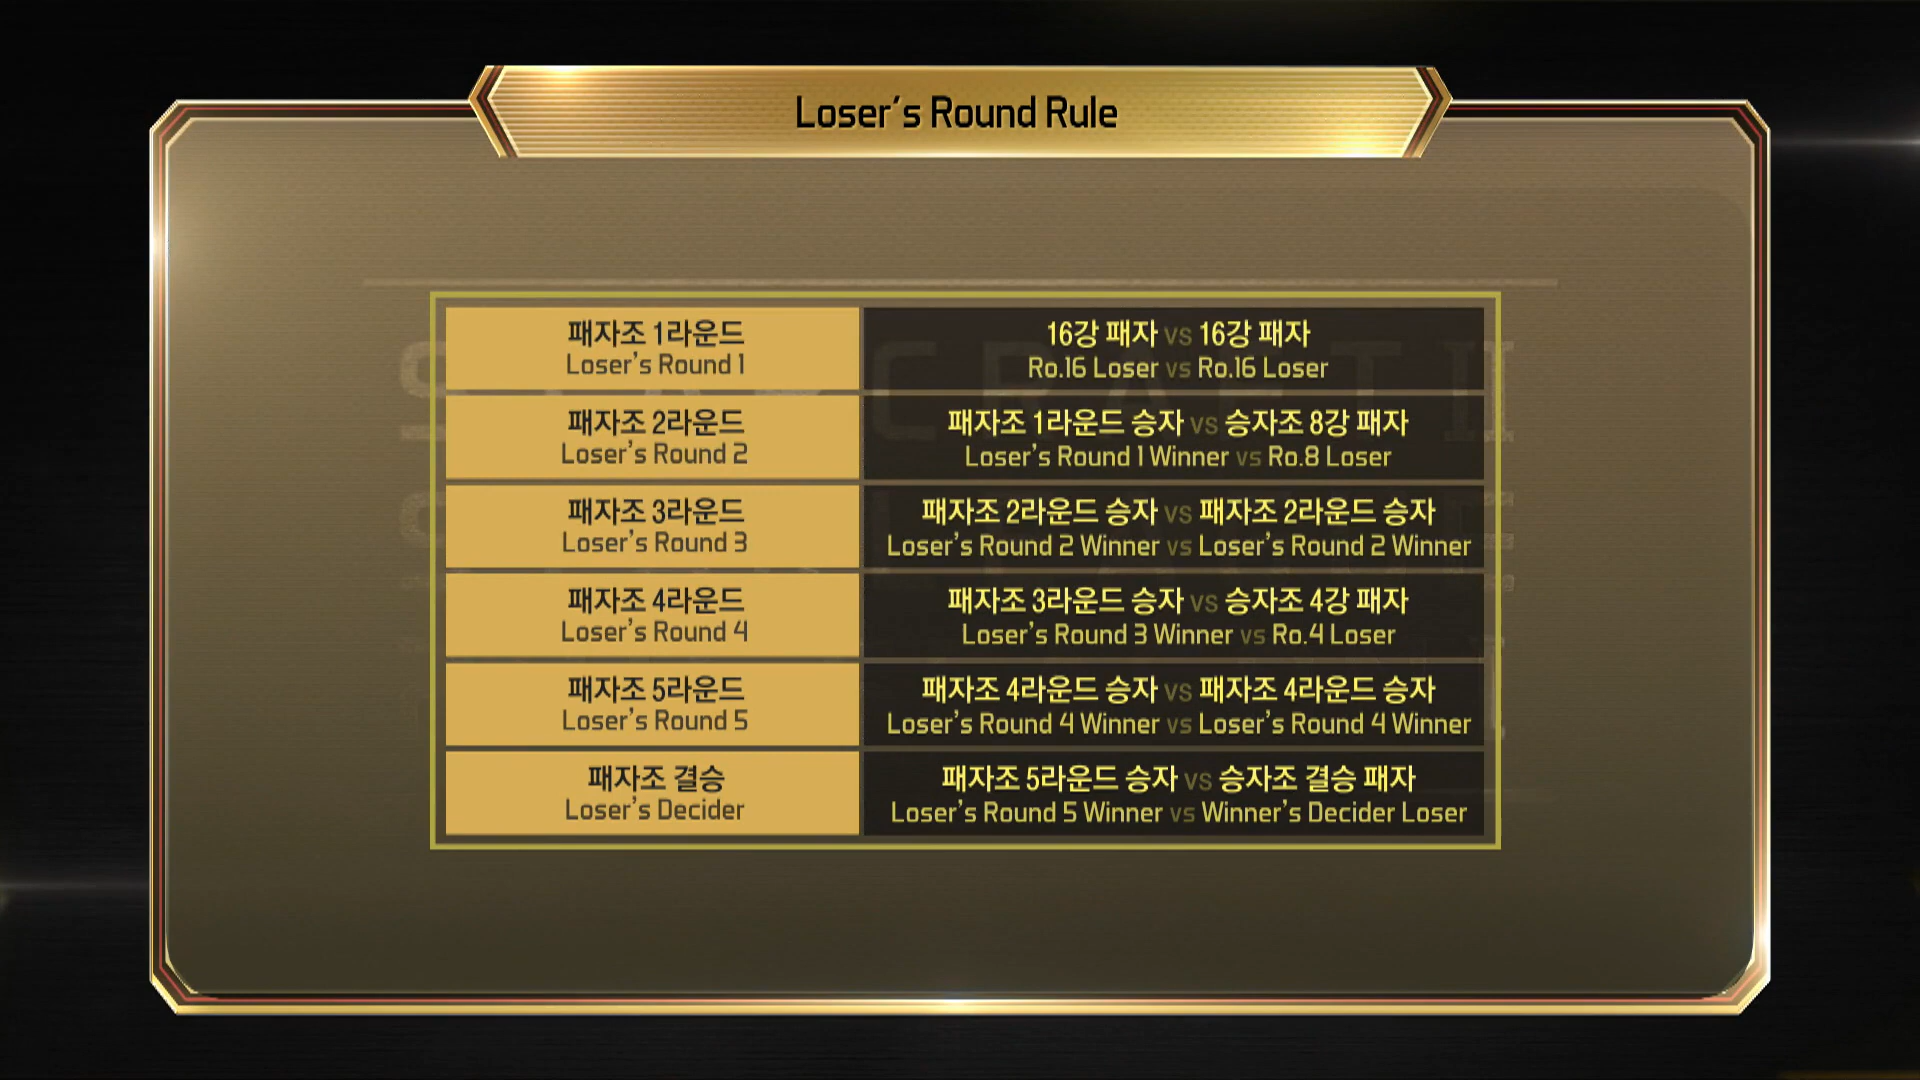 Loser's Round Rule
패자조 1라운드
Loser's Round 1
16강 패자 vs 16강 패자
Ro.16 Loser vs Ro.16 Loser
패자조 2라운드
Loser's Round 2
패자조 1라운드 승자 vs 승자조 8강 패자
Loser's Round 1 Winner vs Ro.8 Loser
패자조 3라운드
Loser's Round 3
패자조 2라운드 승자 vs 패자조 2라운드 승자
Loser's Round 2 Winner vs Loser's Round 2 Winner
패자조 4라운드
Loser's Round 4
패자조 3라운드 승자 vs 승자조 4강 패자
Loser's Round 3 Winner vs Ro.4 Loser
패자조 5라운드
Loser's Round 5
패자조 4라운드 승자 vs 패자조 4라운드 승자
Loser's Round 4 Winner vs Loser's Round 4 Winner
패자조 결승
Loser's Decider
패자조 5라운드 승자 vs 승자조 결승 패자
Loser's Round 5 Winner vs Winner's Decider Loser